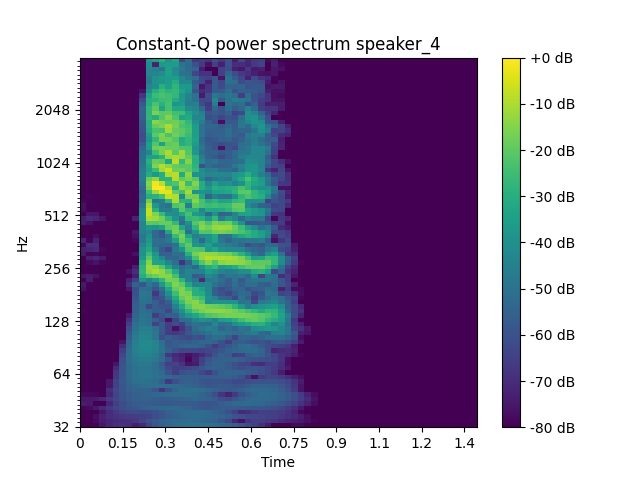 Constant-Q power spectrum speaker_4
Hz
2048
1024
512
256
128
64
32
0 0.15 0.3 0.45 0.6 0.75 0.9 1.1 1.2 1.4
Time
+0 dB
-10 dB
-20 dB
-30 dB
-40 dB
-50 dB
-60 dB
-70 dB
-80 dB